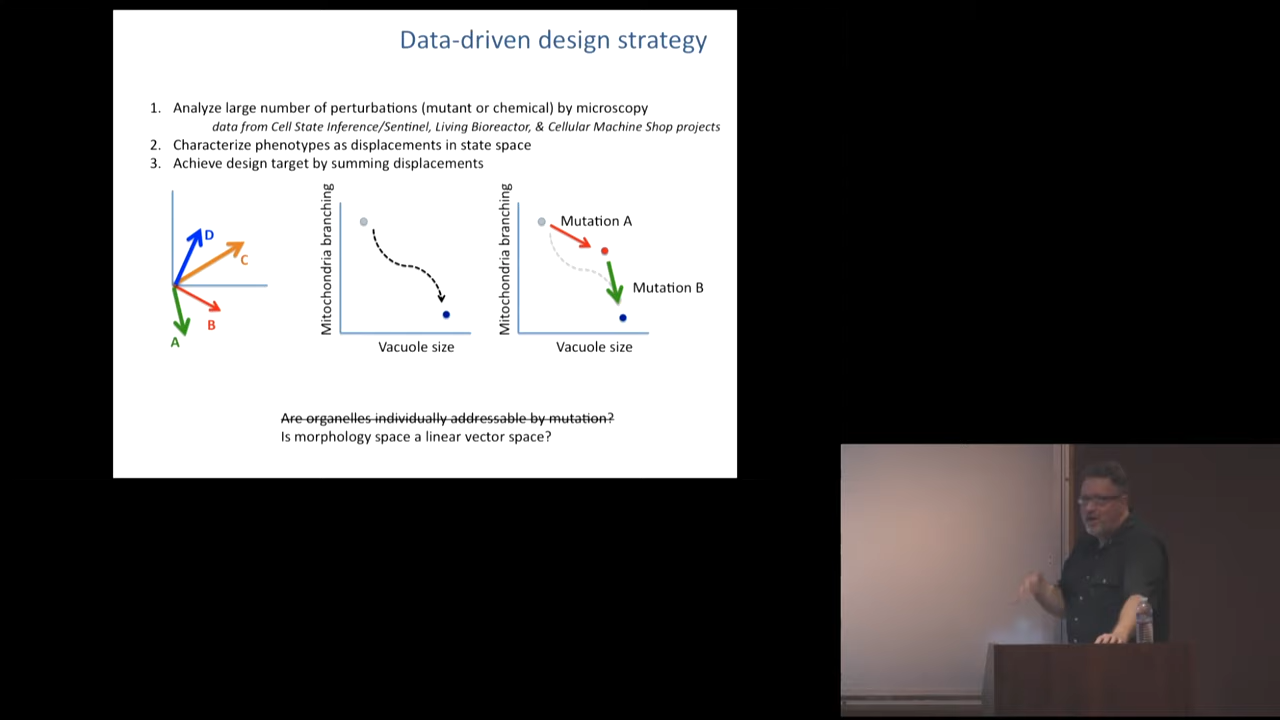 Data-driven design strategy
1. Analyze large number of perturbations (mutant or chemical) by microscopy
data from Cell State Inference/Sentinel, Living Bioreactor, & Cellular Machine Shop projects
2. Characterize phenotypes as displacements in state space
3. Achieve design target by summing displacements
D
C
B
A
Mitochondria branching
Vacuole size
Mitochondria branching
Mutation A
Mutation B
Vacuole size
Are organelles individually addressable by mutation?
Is morphology space a linear vector space?